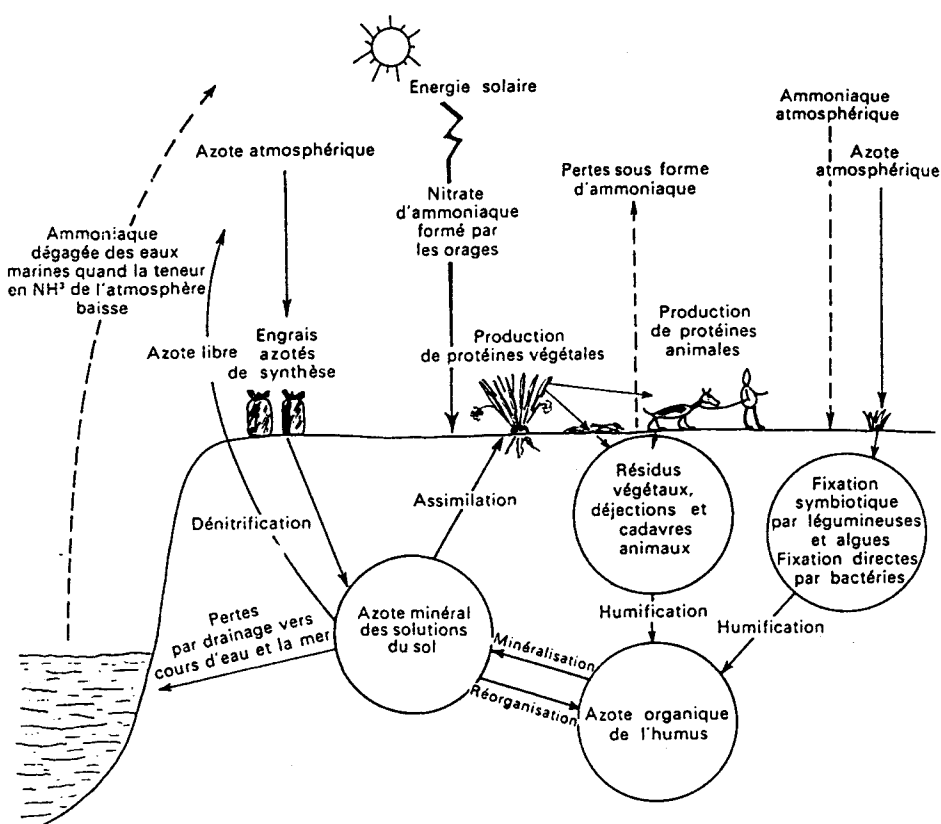 Energie solaire
Ammoniaque
atmosphérique
Azote atmosphérique
Azote
atmosphérique
Pertes sous forme
d'ammoniaque
Nitrate
d'ammoniaque
formé par
les orages
Ammoniaque
dégagée des eaux
marines quand la teneur
en NH³ de l'atmosphère
baisse
Production
de protéines
animales
Engrais
azotés
de synthèse
Production
de protéines végétales
Azote libre
Résidus
végétaux,
déjections et
cadavres
animaux
Fixation
symbiotique
par légumineuses
et algues
Fixation directes
par bactéries
Assimilation
Dénitrification
Azote minéral
des solutions
du sol
Pertes
par drainage vers
cours d'eau et la mer
Humification
Humification
Minéralisation
Réorganisation
Azote organique
de l'humus